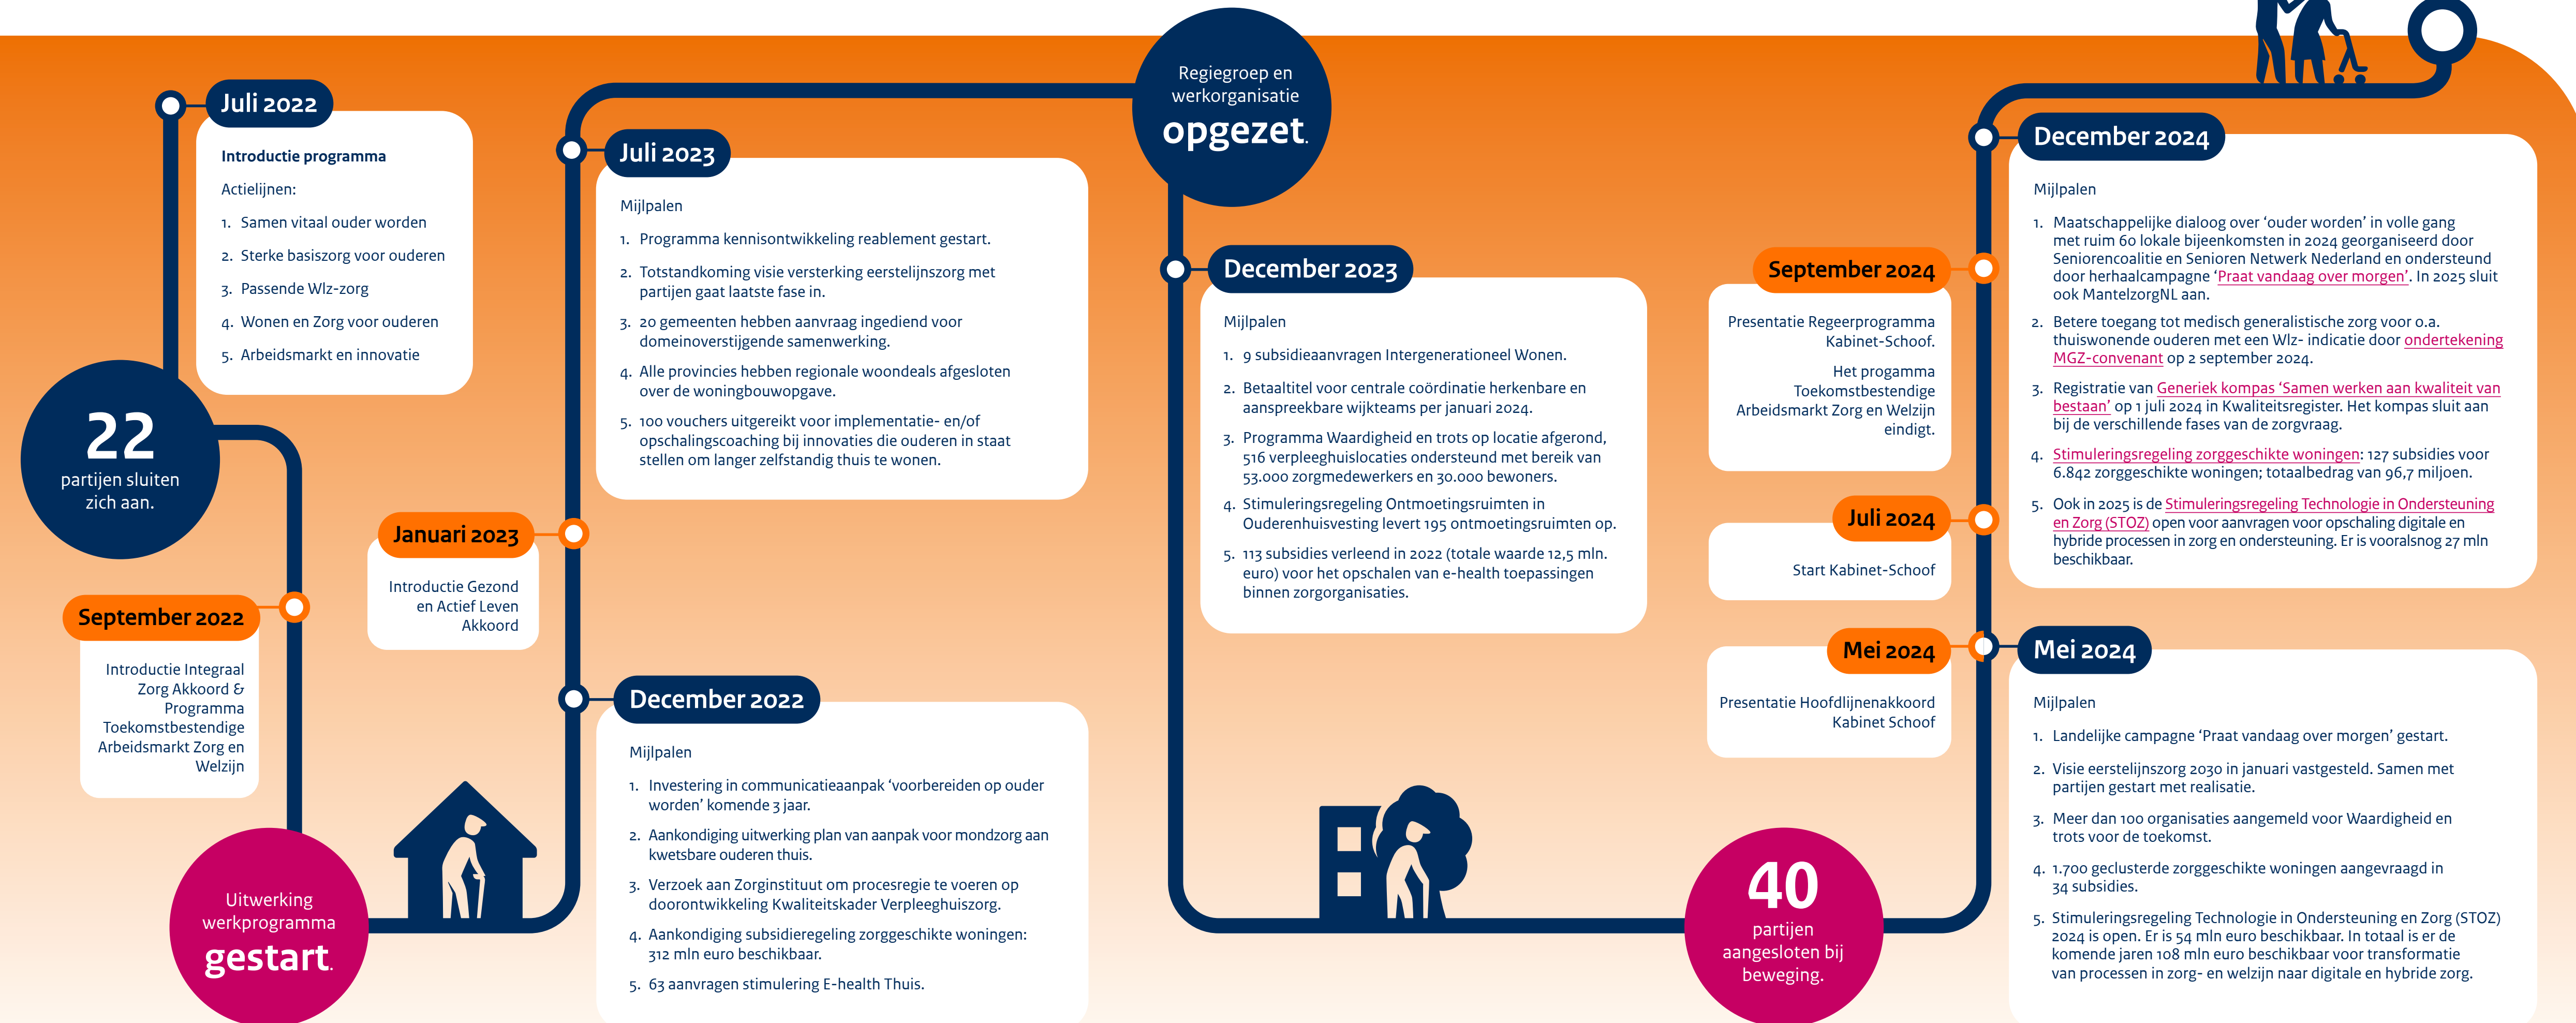 Juli 2022
Introductie programma
Actielijnen:
1. Samen vitaal ouder worden
2. Sterke basiszorg voor ouderen
3. Passende Wlz-zorg
4. Wonen en Zorg voor ouderen
5. Arbeidsmarkt en innovatie
22
partijen sluiten
zich aan.
September 2022
Introductie Integraal
Zorg Akkoord &
Programma
Toekomstbestendige
Arbeidsmarkt Zorg en
Welzijn
Uitwerking
werkprogramma
gestart.
December 2022
Mijlpalen
1. Investering in communicatieaanpak ‘voorbereiden op ouder
worden’ komende 3 jaar.
2. Aankondiging uitwerking plan van aanpak voor mondzorg aan
kwetsbare ouderen thuis.
3. Verzoek aan Zorginstituut om procesregie te voeren op
doorontwikkeling Kwaliteitskader Verpleeghuiszorg.
4. Aankondiging subsidieregeling zorggeschikte woningen:
312 mln euro beschikbaar.
5. 63 aanvragen stimulering E-health Thuis.
Januari 2023
Introductie Gezond
en Actief Leven
Akkoord
Juli 2023
Mijlpalen
1. Programma kennisontwikkeling reablement gestart.
2. Totstandkoming visie versterking eerstelijnszorg met
partijen gaat laatste fase in.
3. 20 gemeenten hebben aanvraag ingediend voor
domeinoverstijgende samenwerking.
4. Alle provincies hebben regionale woondeals afgesloten
over de woningbouwopgave.
5. 100 vouchers uitgereikt voor implementatie- en/of
opschalingscoaching bij innovaties die ouderen in staat
stellen om langer zelfstandig thuis te wonen.
Regiegroep en
werkorganisatie
opgezet.
December 2023
Mijlpalen
1. 9 subsidieaanvragen Intergenerationeel Wonen.
2. Betaaltitel voor centrale coördinatie herkenbare en
aanspreekbare wijkteams per januari 2024.
3. Programma Waardigheid en trots op locatie afgerond,
516 verpleeghuislocaties ondersteund met bereik van
53.000 zorgmedewerkers en 30.000 bewoners.
4. Stimuleringsregeling Ontmoetingsruimten in
Ouderenhuisvesting levert 195 ontmoetingsruimten op.
5. 113 subsidies verleend in 2022 (totale waarde 12,5 mln.
euro) voor het opschalen van e-health toepassingen
binnen zorgorganisaties.
40
partijen
aangesloten bij
beweging.
Mei 2024
Presentatie Hoofdlijnenakkoord
Kabinet Schoof
Mei 2024
Mijlpalen
1. Landelijke campagne ‘Praat vandaag over morgen’ gestart.
2. Visie eerstelijnszorg 2030 in januari vastgesteld. Samen met
partijen gestart met realisatie.
3. Meer dan 100 organisaties aangemeld voor Waardigheid en
trots voor de toekomst.
4. 1.700 geclusterde zorggeschikte woningen aangevraagd in
34 subsidies.
5. Stimuleringsregeling Technologie in Ondersteuning en Zorg (STOZ)
2024 is open. Er is 54 mln euro beschikbaar. In totaal is er de
komende jaren 108 mln euro beschikbaar voor transformatie
van processen in zorg- en welzijn naar digitale en hybride zorg.
Juli 2024
Start Kabinet-Schoof
September 2024
Presentatie Regeerprogramma
Kabinet-Schoof.
Het progamma
Toekomstbestendige
Arbeidsmarkt Zorg en Welzijn
eindigt.
December 2024
Mijlpalen
1. Maatschappelijke dialoog over ‘ouder worden’ in volle gang
met ruim 60 lokale bijeenkomsten in 2024 georganiseerd door
Seniorencoalitie en Senioren Netwerk Nederland en ondersteund
door herhaalcampagne ‘Praat vandaag over morgen’. In 2025 sluit
ook MantelzorgNL aan.
2. Betere toegang tot medisch generalistische zorg voor o.a.
thuiswonende ouderen met een Wlz- indicatie door ondertekening
MGZ-convenant op 2 september 2024.
3. Registratie van Generiek kompas ‘Samen werken aan kwaliteit van
bestaan’ op 1 juli 2024 in Kwaliteitsregister. Het kompas sluit aan
bij de verschillende fases van de zorgvraag.
4. Stimuleringsregeling zorggeschikte woningen: 127 subsidies voor
6.842 zorggeschikte woningen; totaalbedrag van 96,7 miljoen.
5. Ook in 2025 is de Stimuleringsregeling Technologie in Ondersteuning
en Zorg (STOZ) open voor aanvragen voor opschaling digitale en
hybride processen in zorg en ondersteuning. Er is vooralsnog 27 mln
beschikbaar.